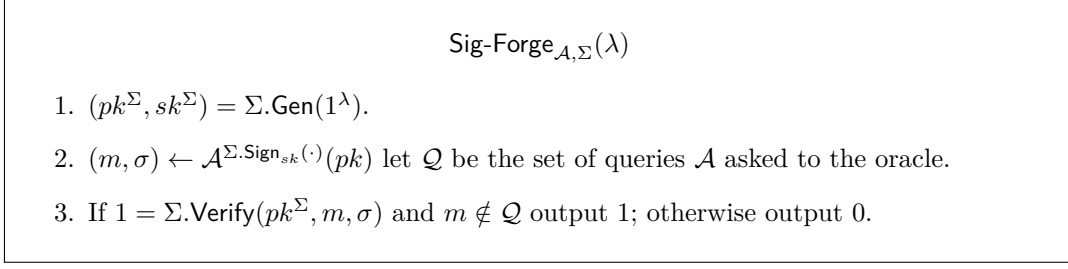 Sig-Forge_{𝒜,Σ}(λ)
1. (pk^Σ, sk^Σ) = Σ.Gen(1^λ).
2. (m, σ) ← 𝒜^{Σ.Sign_{sk}(·)}(pk) let 𝒬 be the set of queries 𝒜 asked to the oracle.
3. If 1 = Σ.Verify(pk^Σ, m, σ) and m ∉ 𝒬 output 1; otherwise output 0.